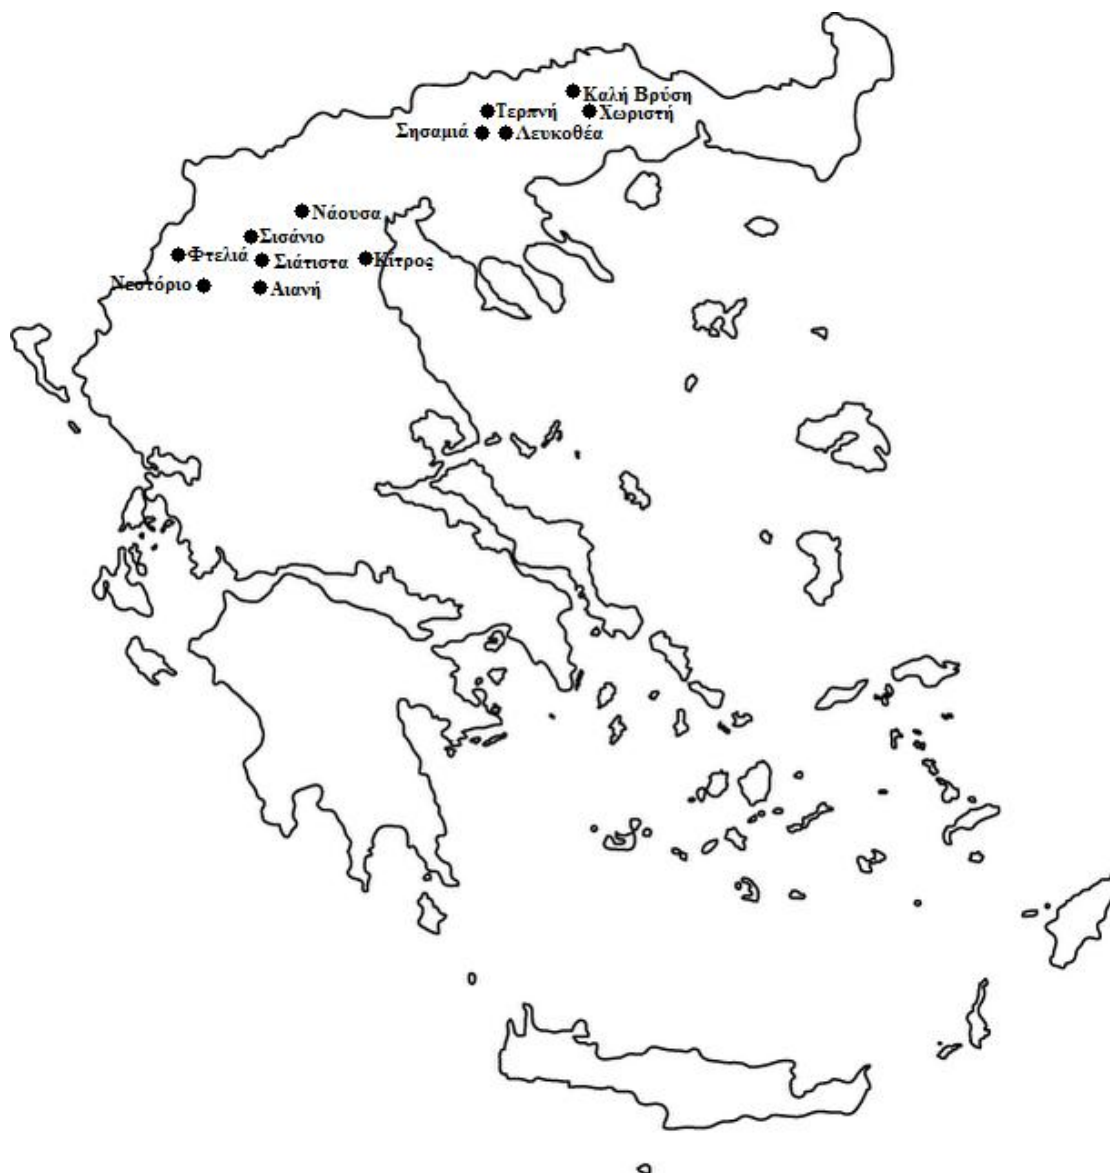 Καλή Βρύση
Τερπνή
Χωριστή
Σησαμιά
Λευκοθέα
Νάουσα
Σισάνιο
Φτελιά
Σιάτιστα
Κίτρος
Νεστόριο
Αιανή